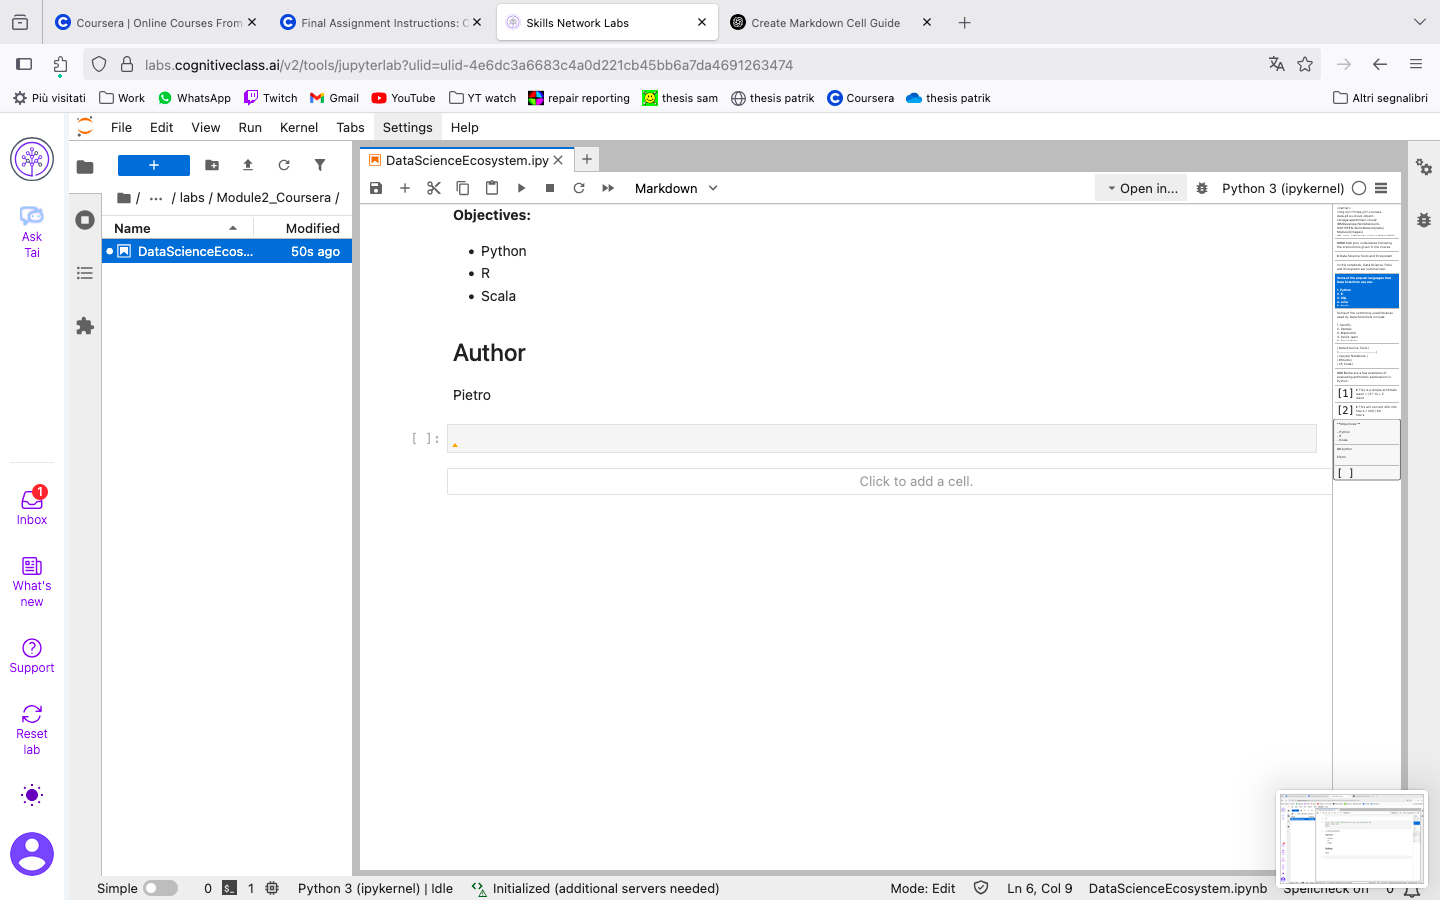 Coursera | Online Courses From
Final Assignment Instructions: C
Skills Network Labs
Create Markdown Cell Guide
labs.cognitiveclass.ai/v2/tools/jupyterlab?ulid=ulid-4e6dc3a6683c4a0d221cb45bb6a7da4691263474
Più visitati
Work
WhatsApp
Twitch
Gmail
YouTube
YT watch
repair reporting
thesis sam
thesis patrik
Coursera
thesis patrik
Altri segnalibri
File Edit View Run Kernel Tabs Settings Help
Ask
Tai
Inbox
1
What's
new
Support
Reset
lab
/ ... / labs / Module2_Coursera /
Name Modified
DataScienceEcos... 50s ago
DataScienceEcosystem.ipy
Markdown
Open in...
Python 3 (ipykernel)
Objectives:
• Python
• R
• Scala
Author
Pietro
[ ]:
Click to add a cell.
[1]
[2]
[ ]
Simple
0
1
Python 3 (ipykernel) | Idle
Initialized (additional servers needed)
Mode: Edit
Ln 6, Col 9
DataScienceEcosystem.ipynb
Spellcheck off
0